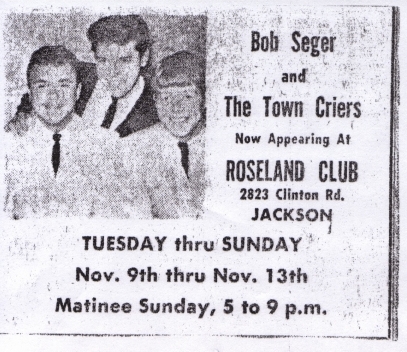 Bob Seger
and
The Town Criers
Now Appearing At
ROSELAND CLUB
2823 Clinton Rd.
JACKSON
TUESDAY thru SUNDAY
Nov. 9th thru Nov. 13th
Matinee Sunday, 5 to 9 p.m.